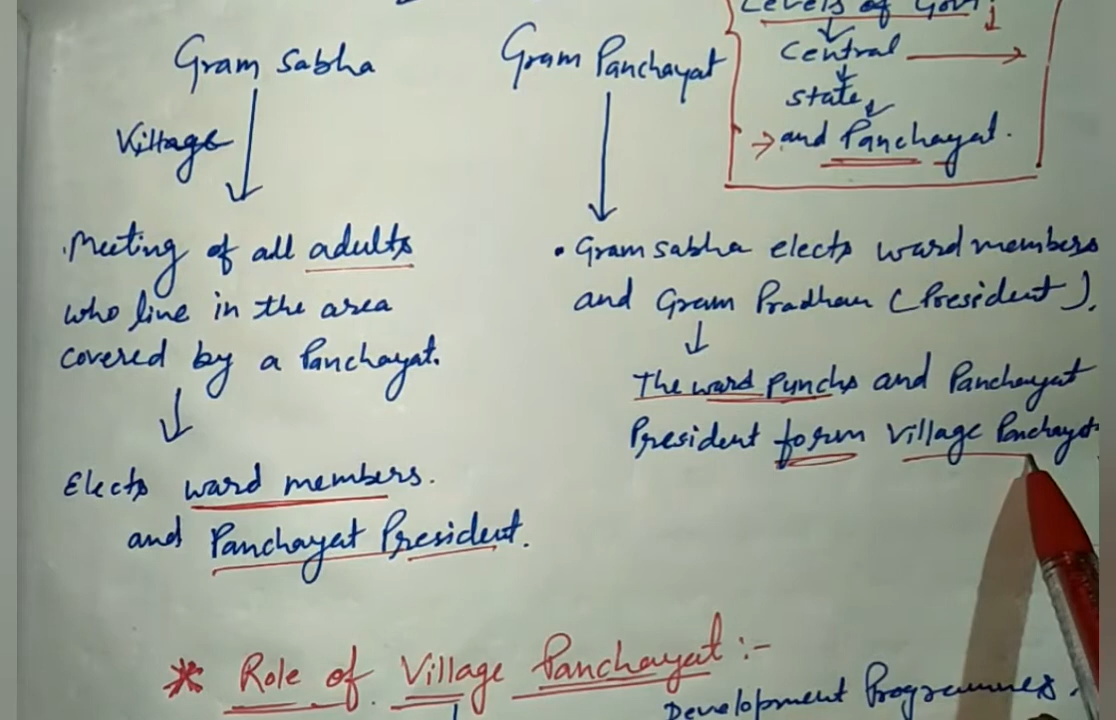 Gram Sabha
Village
Meeting of all adults
who live in the area
covered by a Panchayat.
Elects ward members.
and Panchayat President.
Gram Panchayat
• Gram sabha elects ward members
and Gram Pradhan (President).
The ward Punchs and Panchayat
President form Village Panchayat
Levels of Govt.
Central
state
and Panchayat.
* Role of Village Panchayat :-
Development Programmes.